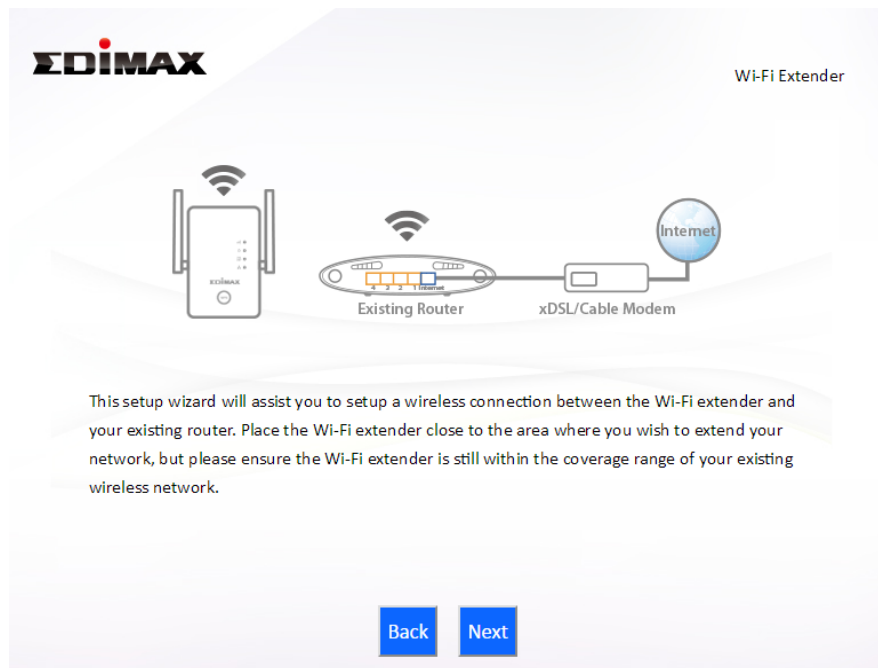 EDIMAX
Wi-Fi Extender
Internet
EDIMAX
4 2 2 1 Internet
Existing Router
xDSL/Cable Modem
This setup wizard will assist you to setup a wireless connection between the Wi-Fi extender and
your existing router. Place the Wi-Fi extender close to the area where you wish to extend your
network, but please ensure the Wi-Fi extender is still within the coverage range of your existing
wireless network.
Back
Next